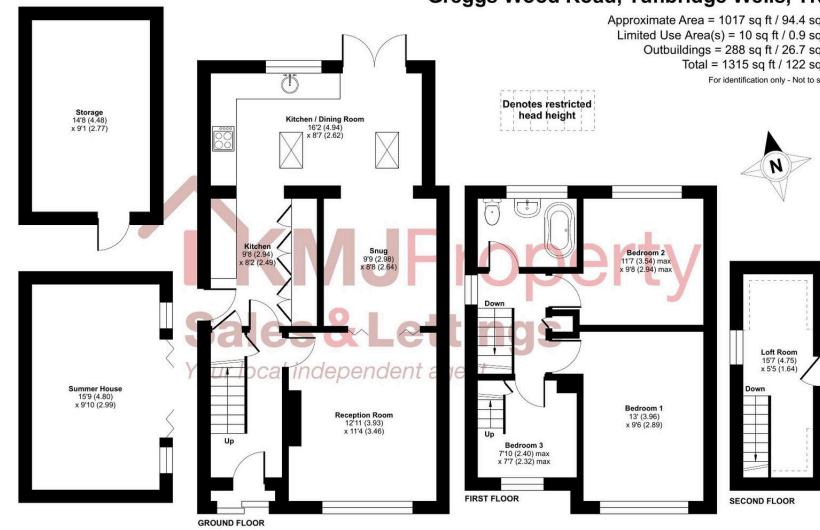 Greggs Wood Road, Tunbridge Wells,
Approximate Area = 1017 sq ft / 94.4 sq
Limited Use Area(s) = 10 sq ft / 0.9 sq
Outbuildings = 288 sq ft / 26.7 sq
Total = 1315 sq ft / 122 sq
For identification only - Not to s
Denotes restricted
head height
N
Storage
14'8 (4.48)
x 9'1 (2.77)
Kitchen / Dining Room
16'2 (4.94)
x 8'7 (2.62)
Kitchen
9'8 (2.94)
x 8'2 (2.49)
Snug
9'9 (2.98)
x 8'8 (2.64)
Bedroom 2
11'7 (3.54) max
x 9'8 (2.94) max
KMJ Property
Sales & Lettings
Your local independent agent
Down
Summer House
15'9 (4.80)
x 9'10 (2.99)
Up
Reception Room
12'11 (3.93)
x 11'4 (3.46)
Up
Bedroom 3
7'10 (2.40) max
x 7'7 (2.32) max
Bedroom 1
13' (3.96)
x 9'6 (2.89)
Loft Room
15'7 (4.75)
x 5'5 (1.64)
Down
GROUND FLOOR
FIRST FLOOR
SECOND FLOOR